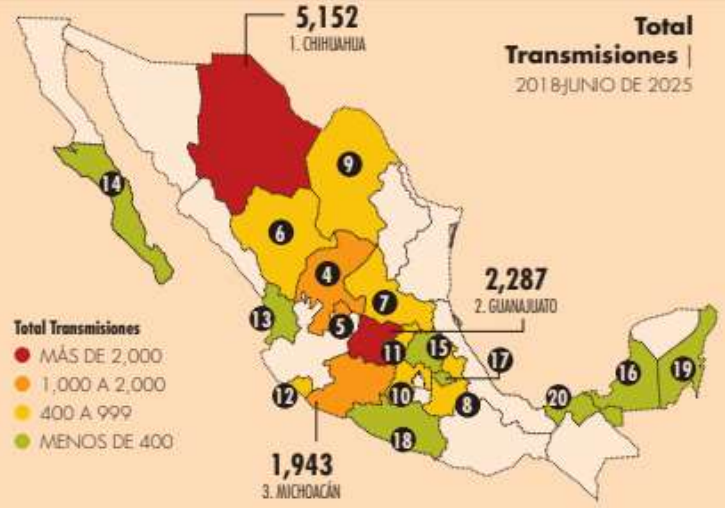 5,152
1. CHIHUAHUA
Total
Transmisiones |
2018-JUNIO DE 2025
14
9
6
4
2,287
2. GUANAJUATO
7
13
5
Total Transmisiones
MÁS DE 2,000
1,000 A 2,000
400 A 999
MENOS DE 400
11
15
17
16
19
12
10
8
20
18
1,943
3. MICHOACÁN